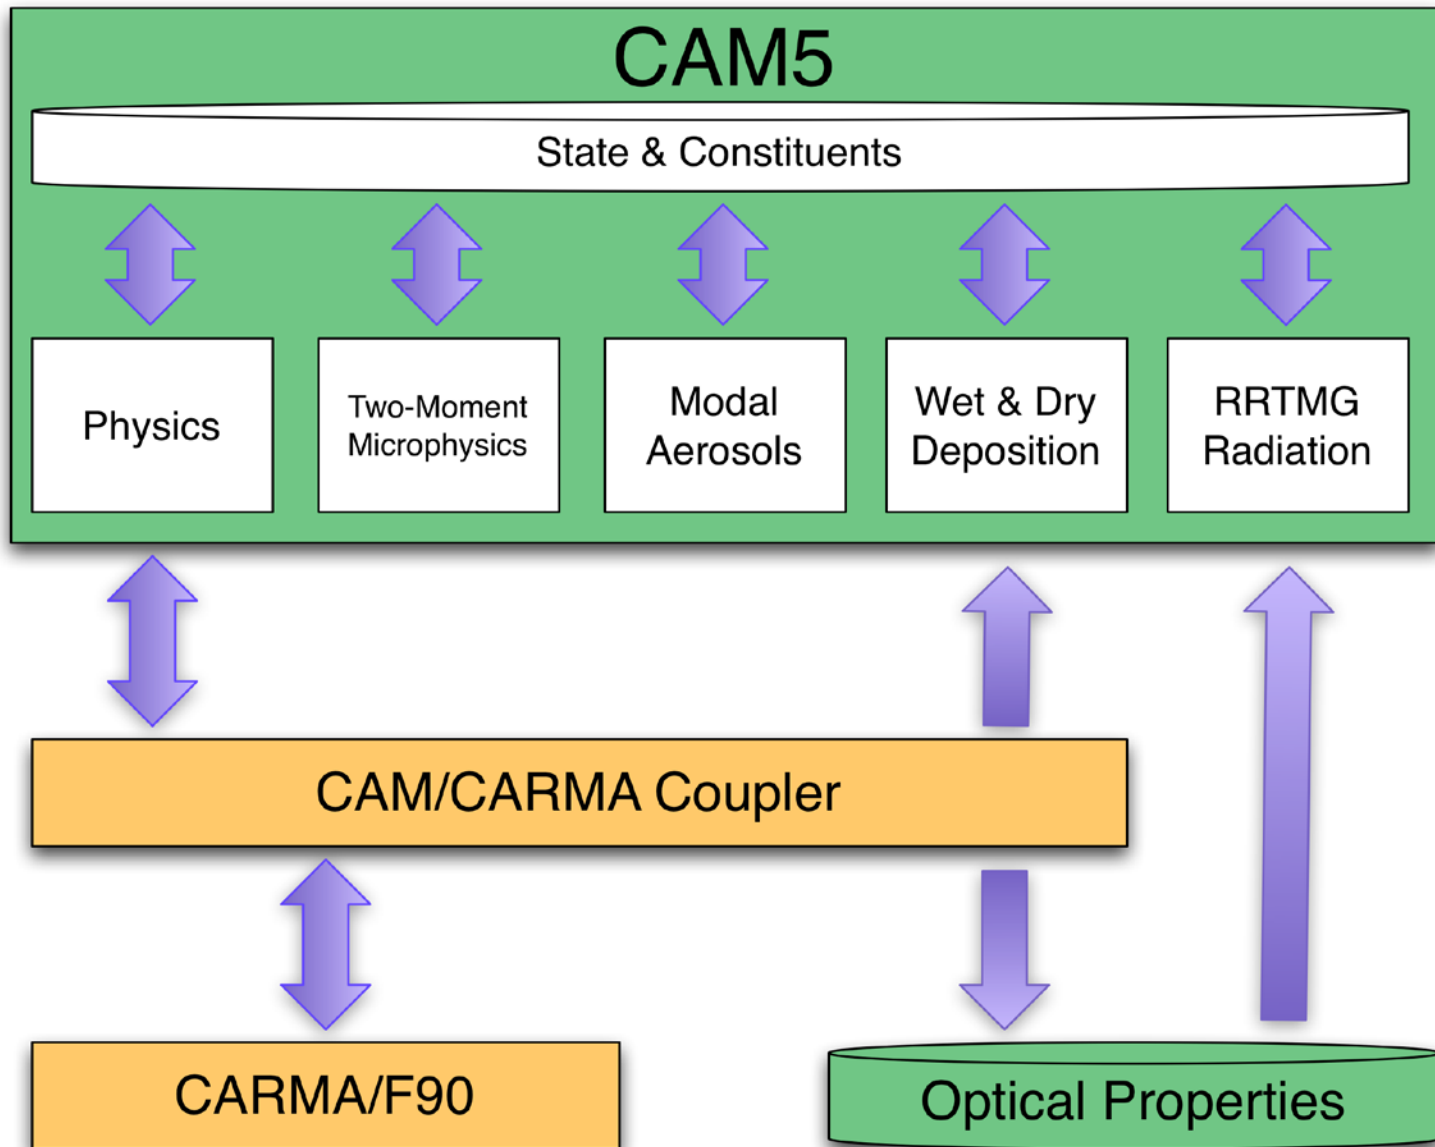 CAM5
State & Constituents
Physics
Two-Moment
Microphysics
Modal
Aerosols
Wet & Dry
Deposition
RRTMG
Radiation
CAM/CARMA Coupler
CARMA/F90
Optical Properties